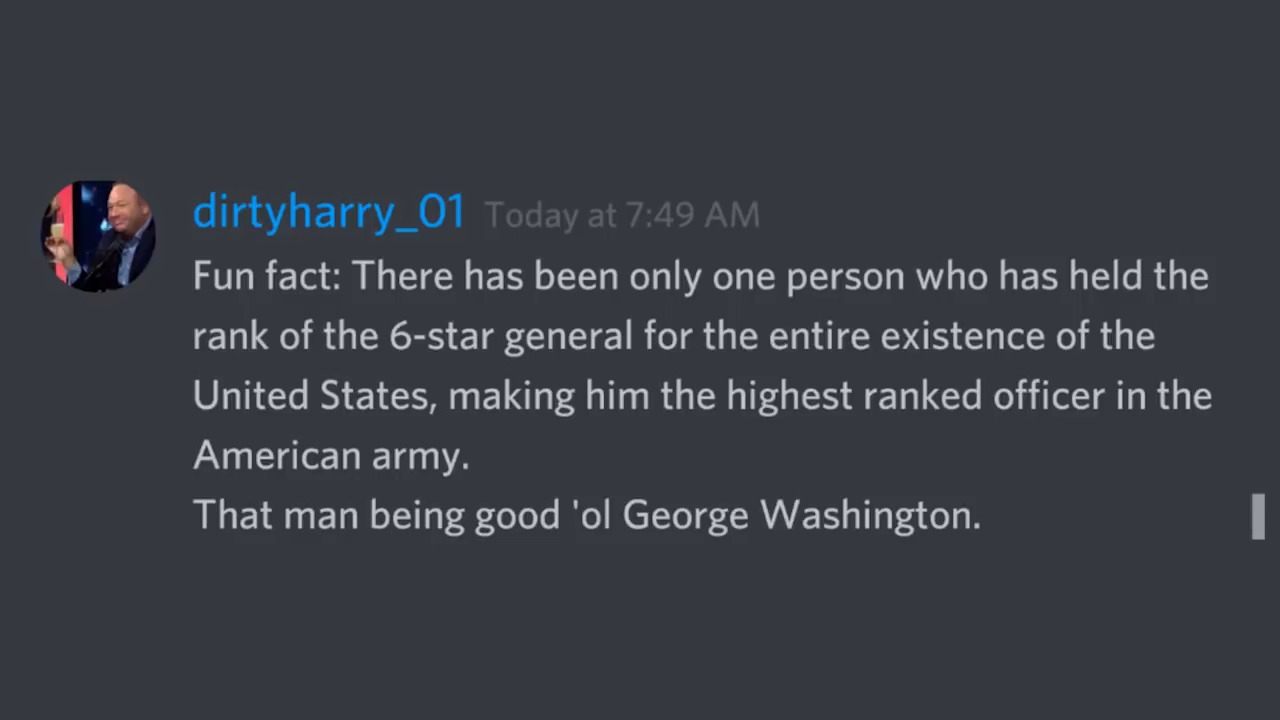 dirtyharry_01 Today at 7:49 AM
Fun fact: There has been only one person who has held the
rank of the 6-star general for the entire existence of the
United States, making him the highest ranked officer in the
American army.
That man being good 'ol George Washington.